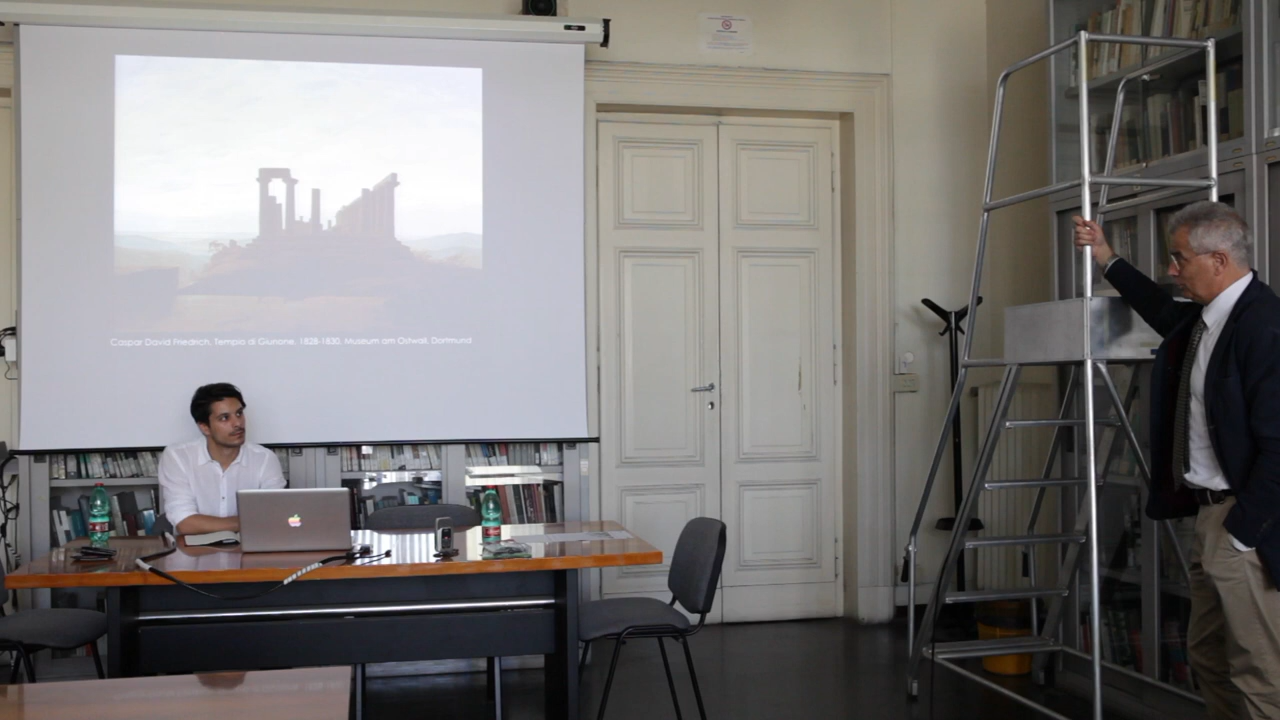 Caspar David Friedrich, Tempio di Giunone, 1828-1830, Museum am Ostwall, Dortmund